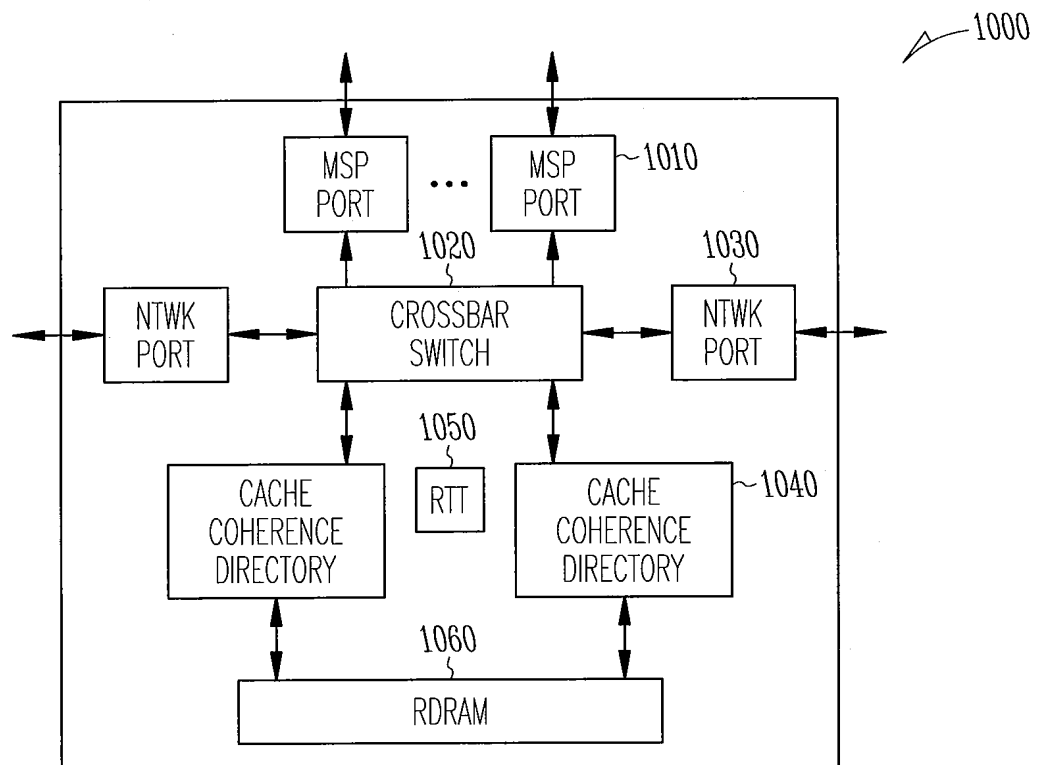 1000
MSP
PORT
•••
MSP
PORT
1010
1020
1030
NTWK
PORT
CROSSBAR
SWITCH
NTWK
PORT
1050
CACHE
COHERENCE
DIRECTORY
RTT
CACHE
COHERENCE
DIRECTORY
1040
1060
RDRAM